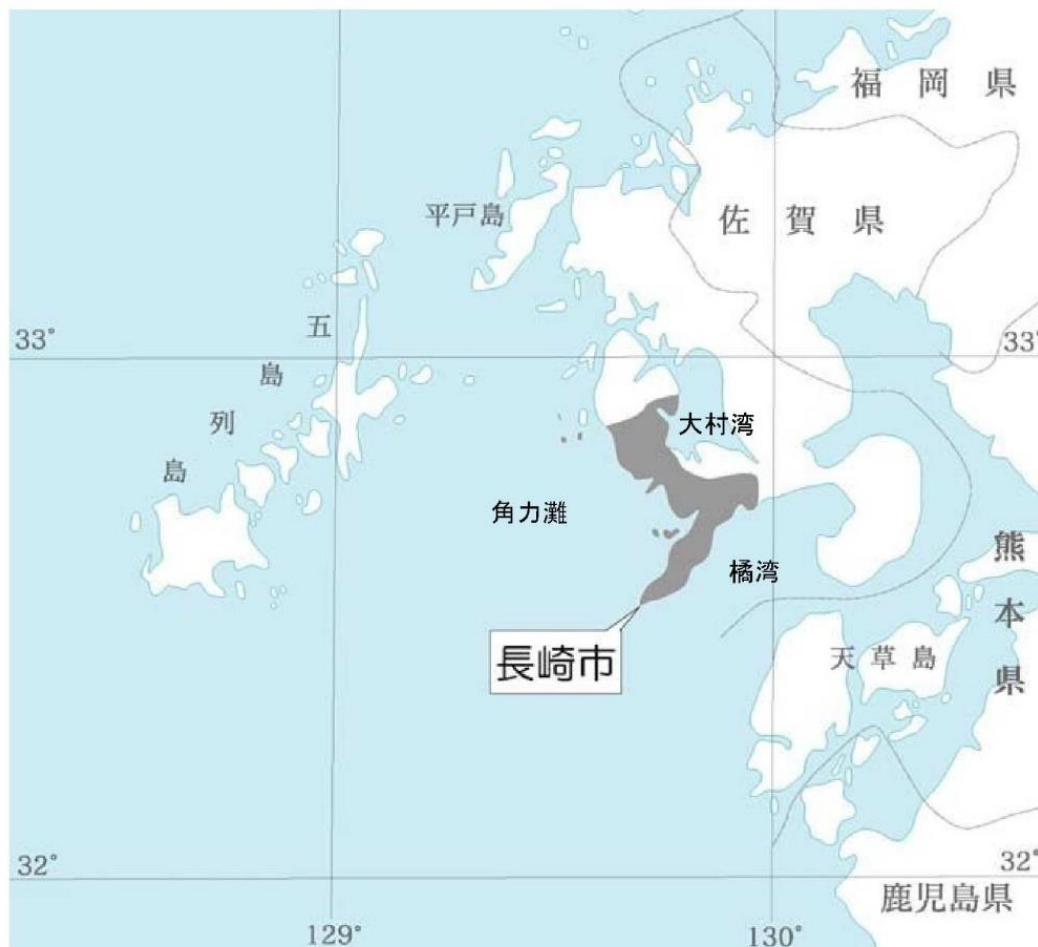 福岡県
佐賀県
平戸島
五島列島
33°
33°
大村湾
角力灘
橘湾
熊本県
長崎市
天草島
32°
32°
鹿児島県
129°
130°